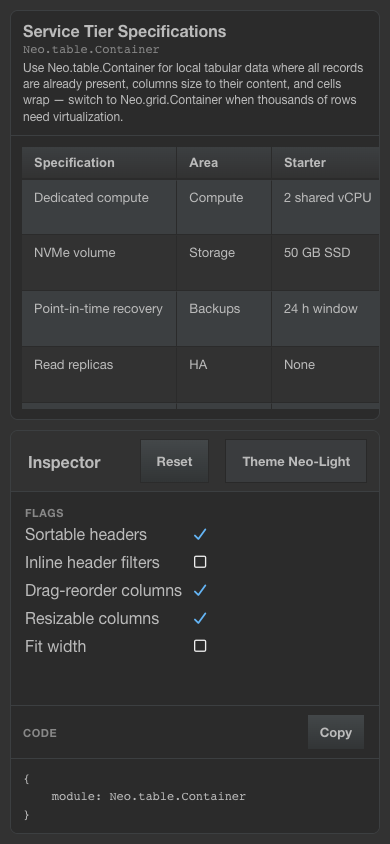 Service Tier Specifications
Neo.table.Container
Use Neo.table.Container for local tabular data where all records
are already present, columns size to their content, and cells
wrap — switch to Neo.grid.Container when thousands of rows
need virtualization.
Specification Area Starter
Dedicated compute Compute 2 shared vCPU
NVMe volume Storage 50 GB SSD
Point-in-time recovery Backups 24 h window
Read replicas HA None
Inspector Reset Theme Neo-Light
FLAGS
Sortable headers
Inline header filters
Drag-reorder columns
Resizable columns
Fit width
CODE Copy
{
    module: Neo.table.Container
}